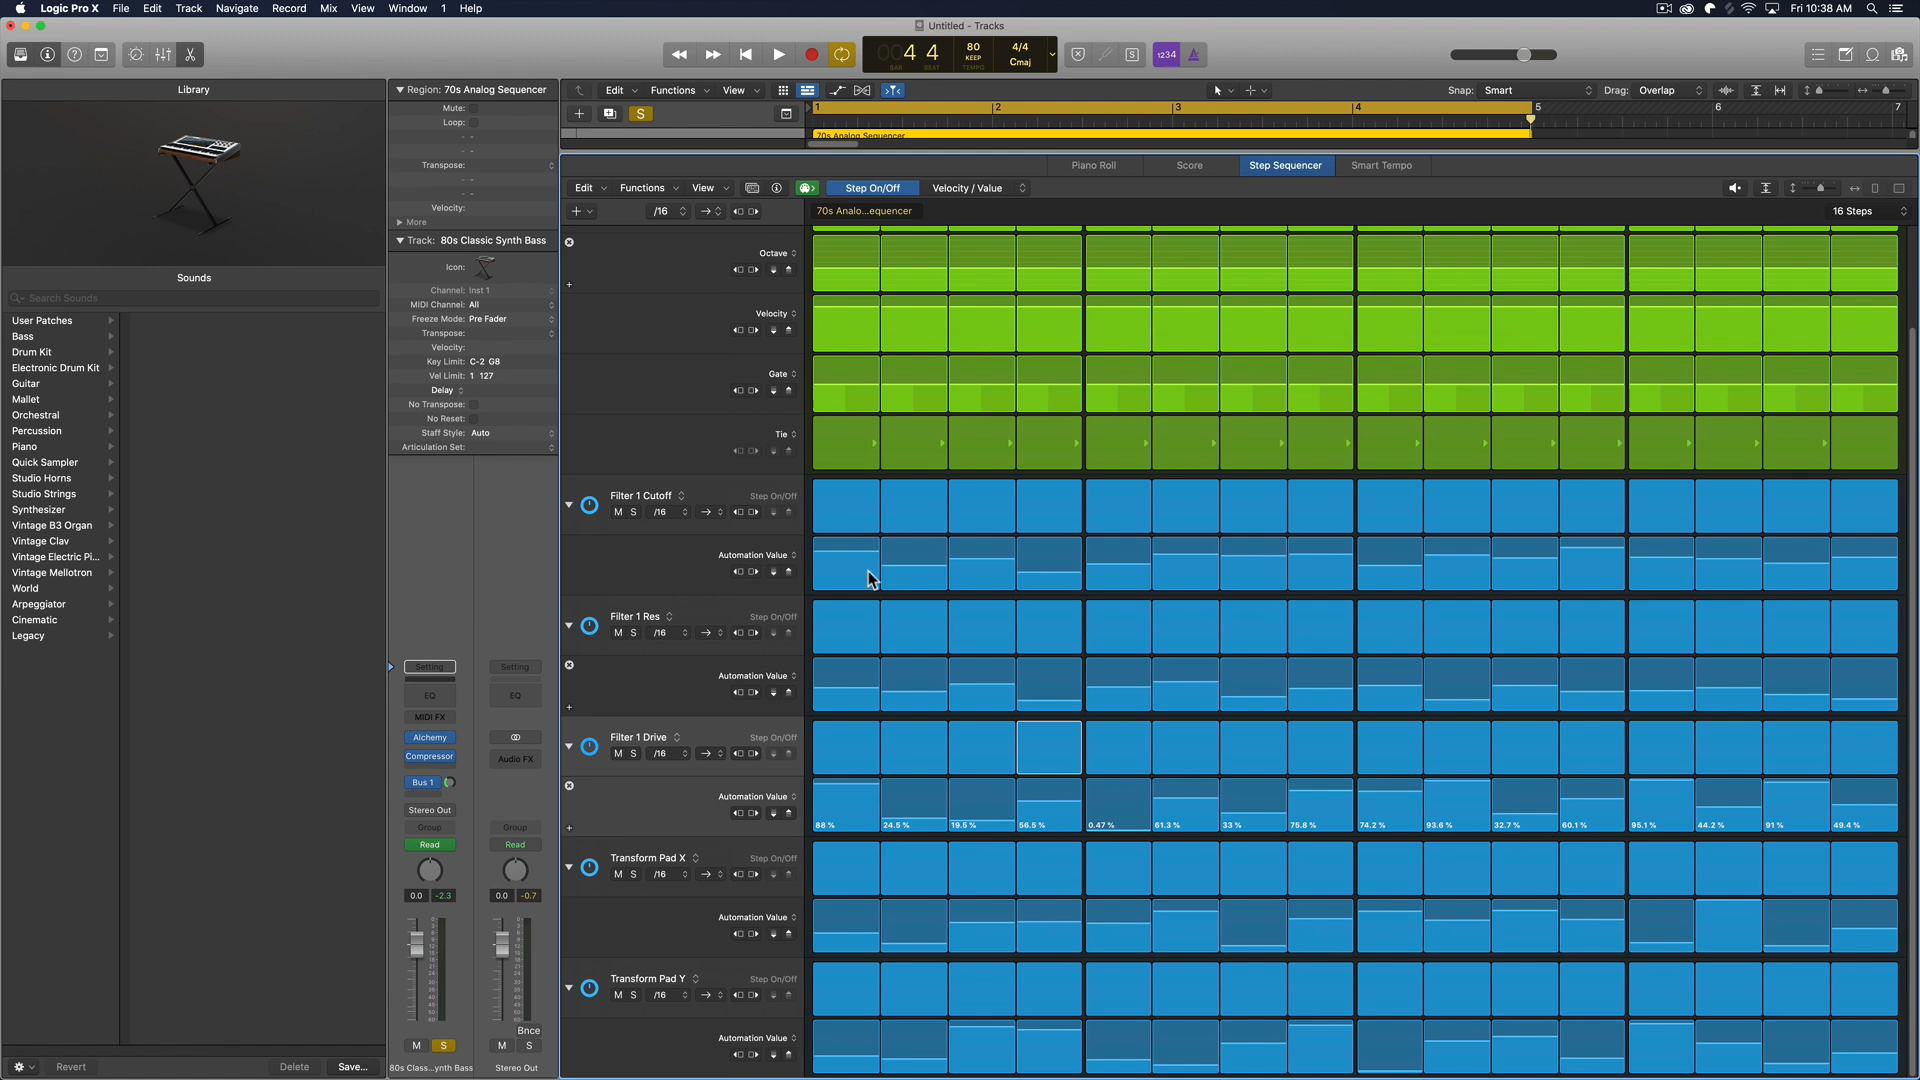 Logic Pro X File Edit Track Navigate Record Mix View Window 1 Help
Fri 10:38 AM
Untitled - Tracks
4 4
BAR BEAT
80
KEEP
TEMPO
4/4
Cmaj
1234
Library
Sounds
Search Sounds
User Patches
Bass
Drum Kit
Electronic Drum Kit
Guitar
Mallet
Orchestral
Percussion
Piano
Quick Sampler
Studio Horns
Studio Strings
Synthesizer
Vintage B3 Organ
Vintage Clav
Vintage Electric Pi...
Vintage Mellotron
World
Arpeggiator
Cinematic
Legacy
Revert Delete Save...
Region: 70s Analog Sequencer
Mute:
Loop:
Transpose:
Velocity:
More
Track: 80s Classic Synth Bass
Icon:
Channel: Inst 1
MIDI Channel: All
Freeze Mode: Pre Fader
Transpose:
Velocity:
Key Limit: C-2 G8
Vel Limit: 1 127
Delay
No Transpose:
No Reset:
Staff Style: Auto
Articulation Set:
Setting Setting
EQ EQ
MIDI FX
Alchemy
Compressor Audio FX
Bus 1
Stereo Out
Group Group
Read Read
0.0 -2.3 0.0 -0.7
Bnce
M S M S
80s Class...ynth Bass Stereo Out
Edit Functions View
Snap: Smart Drag: Overlap
S
1 2 3 4 5 6 7
70s Analog Sequencer
Piano Roll Score Step Sequencer Smart Tempo
Edit Functions View Step On/Off Velocity / Value
/16 70s Analo...equencer 16 Steps
Octave
Velocity
Gate
Tie
Filter 1 Cutoff Step On/Off
M S /16
Automation Value
Filter 1 Res Step On/Off
M S /16
Automation Value
Filter 1 Drive Step On/Off
M S /16
Automation Value
88 % 24.5 % 19.5 % 56.5 % 0.47 % 61.3 % 33 % 75.8 % 74.2 % 93.6 % 32.7 % 60.1 % 95.1 % 44.2 % 91 % 49.4 %
Transform Pad X Step On/Off
M S /16
Automation Value
Transform Pad Y Step On/Off
M S /16
Automation Value